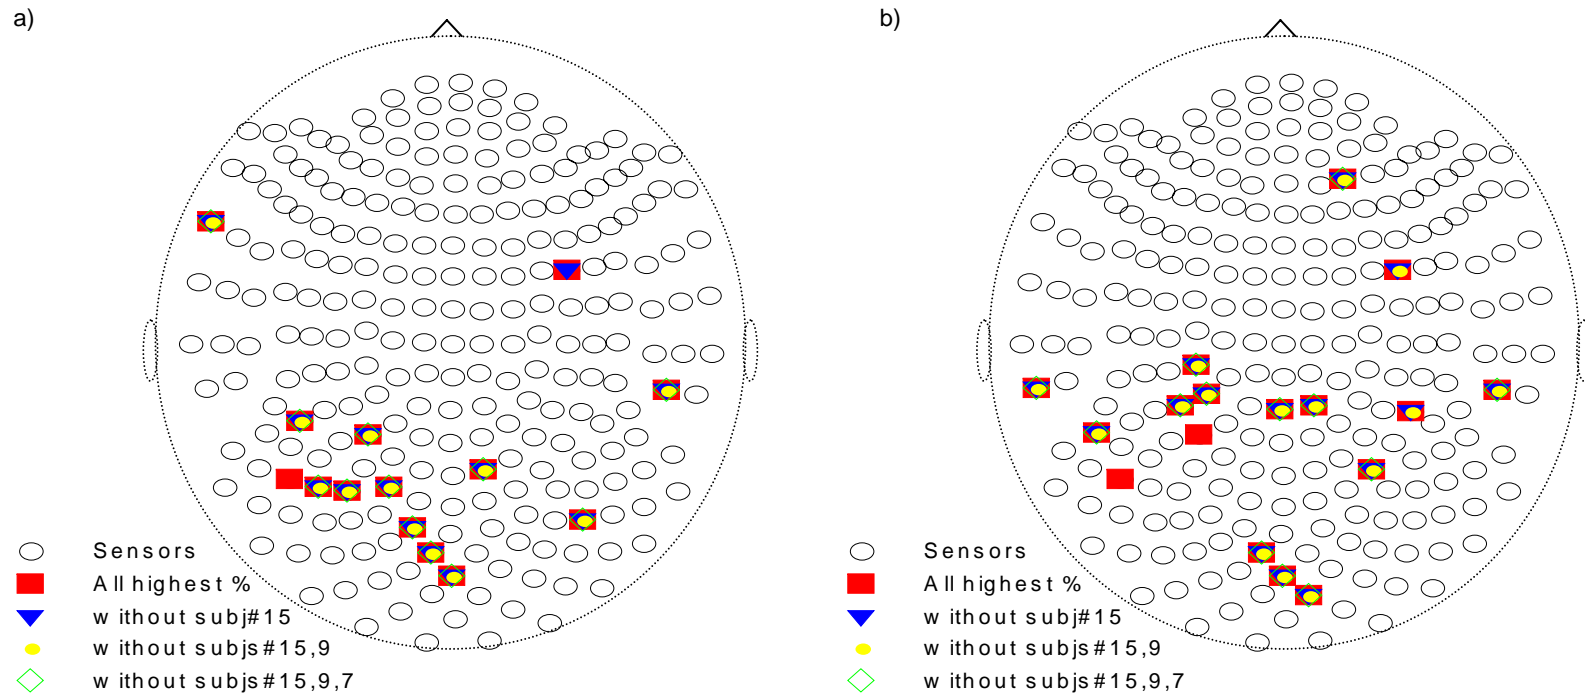 a)
b)
Sensors
All highest %
without subj#15
without subjs#15,9
without subjs#15,9,7
Sensors
All highest %
without subj#15
without subjs#15,9
without subjs#15,9,7